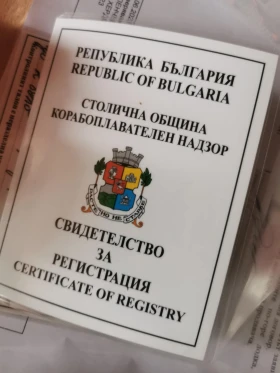 РЕПУБЛИКА БЪЛГАРИЯ
REPUBLIC OF BULGARIA
СТОЛИЧНА ОБЩИНА
КОРАБОПЛАВАТЕЛЕН НАДЗОР
СВИДЕТЕЛСТВО
ЗА
РЕГИСТРАЦИЯ
CERTIFICATE OF REGISTRY